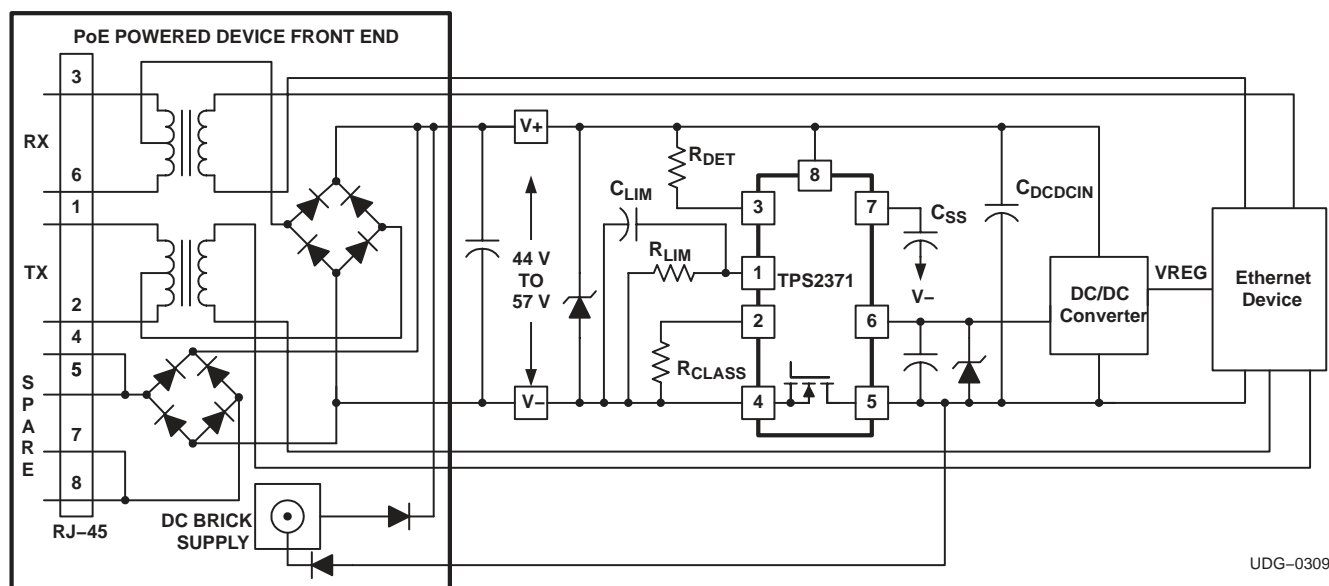 PoE POWERED DEVICE FRONT END
3
RX
6
1
TX
2
4
5
SPARE
7
8
RJ−45
DC BRICK
SUPPLY
V+
44 V
TO
57 V
V−
CLIM
RLIM
RDET
RCLASS
8
3
1
2
4
TPS2371
7
6
5
CSS
V−
CDCDCIN
DC/DC
Converter
VREG
Ethernet
Device
UDG−0309